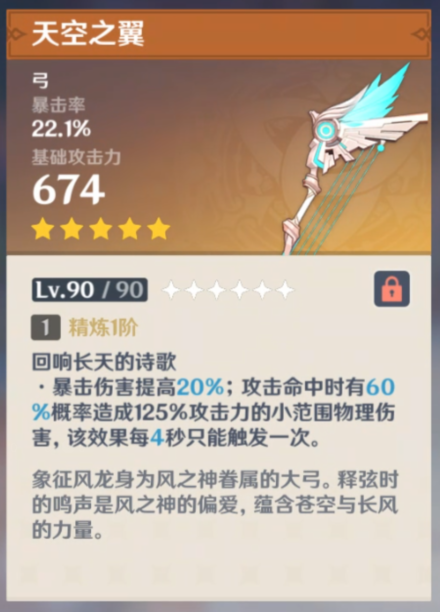 天空之翼
弓
暴击率
22.1%
基础攻击力
674
Lv.90 / 90
1 精炼1阶
回响长天的诗歌
·暴击伤害提高20%；攻击命中时有60
%概率造成125%攻击力的小范围物理伤
害，该效果每4秒只能触发一次。
象征风龙身为风之神眷属的大弓。释弦时
的鸣声是风之神的偏爱，蕴含苍空与长风
的力量。